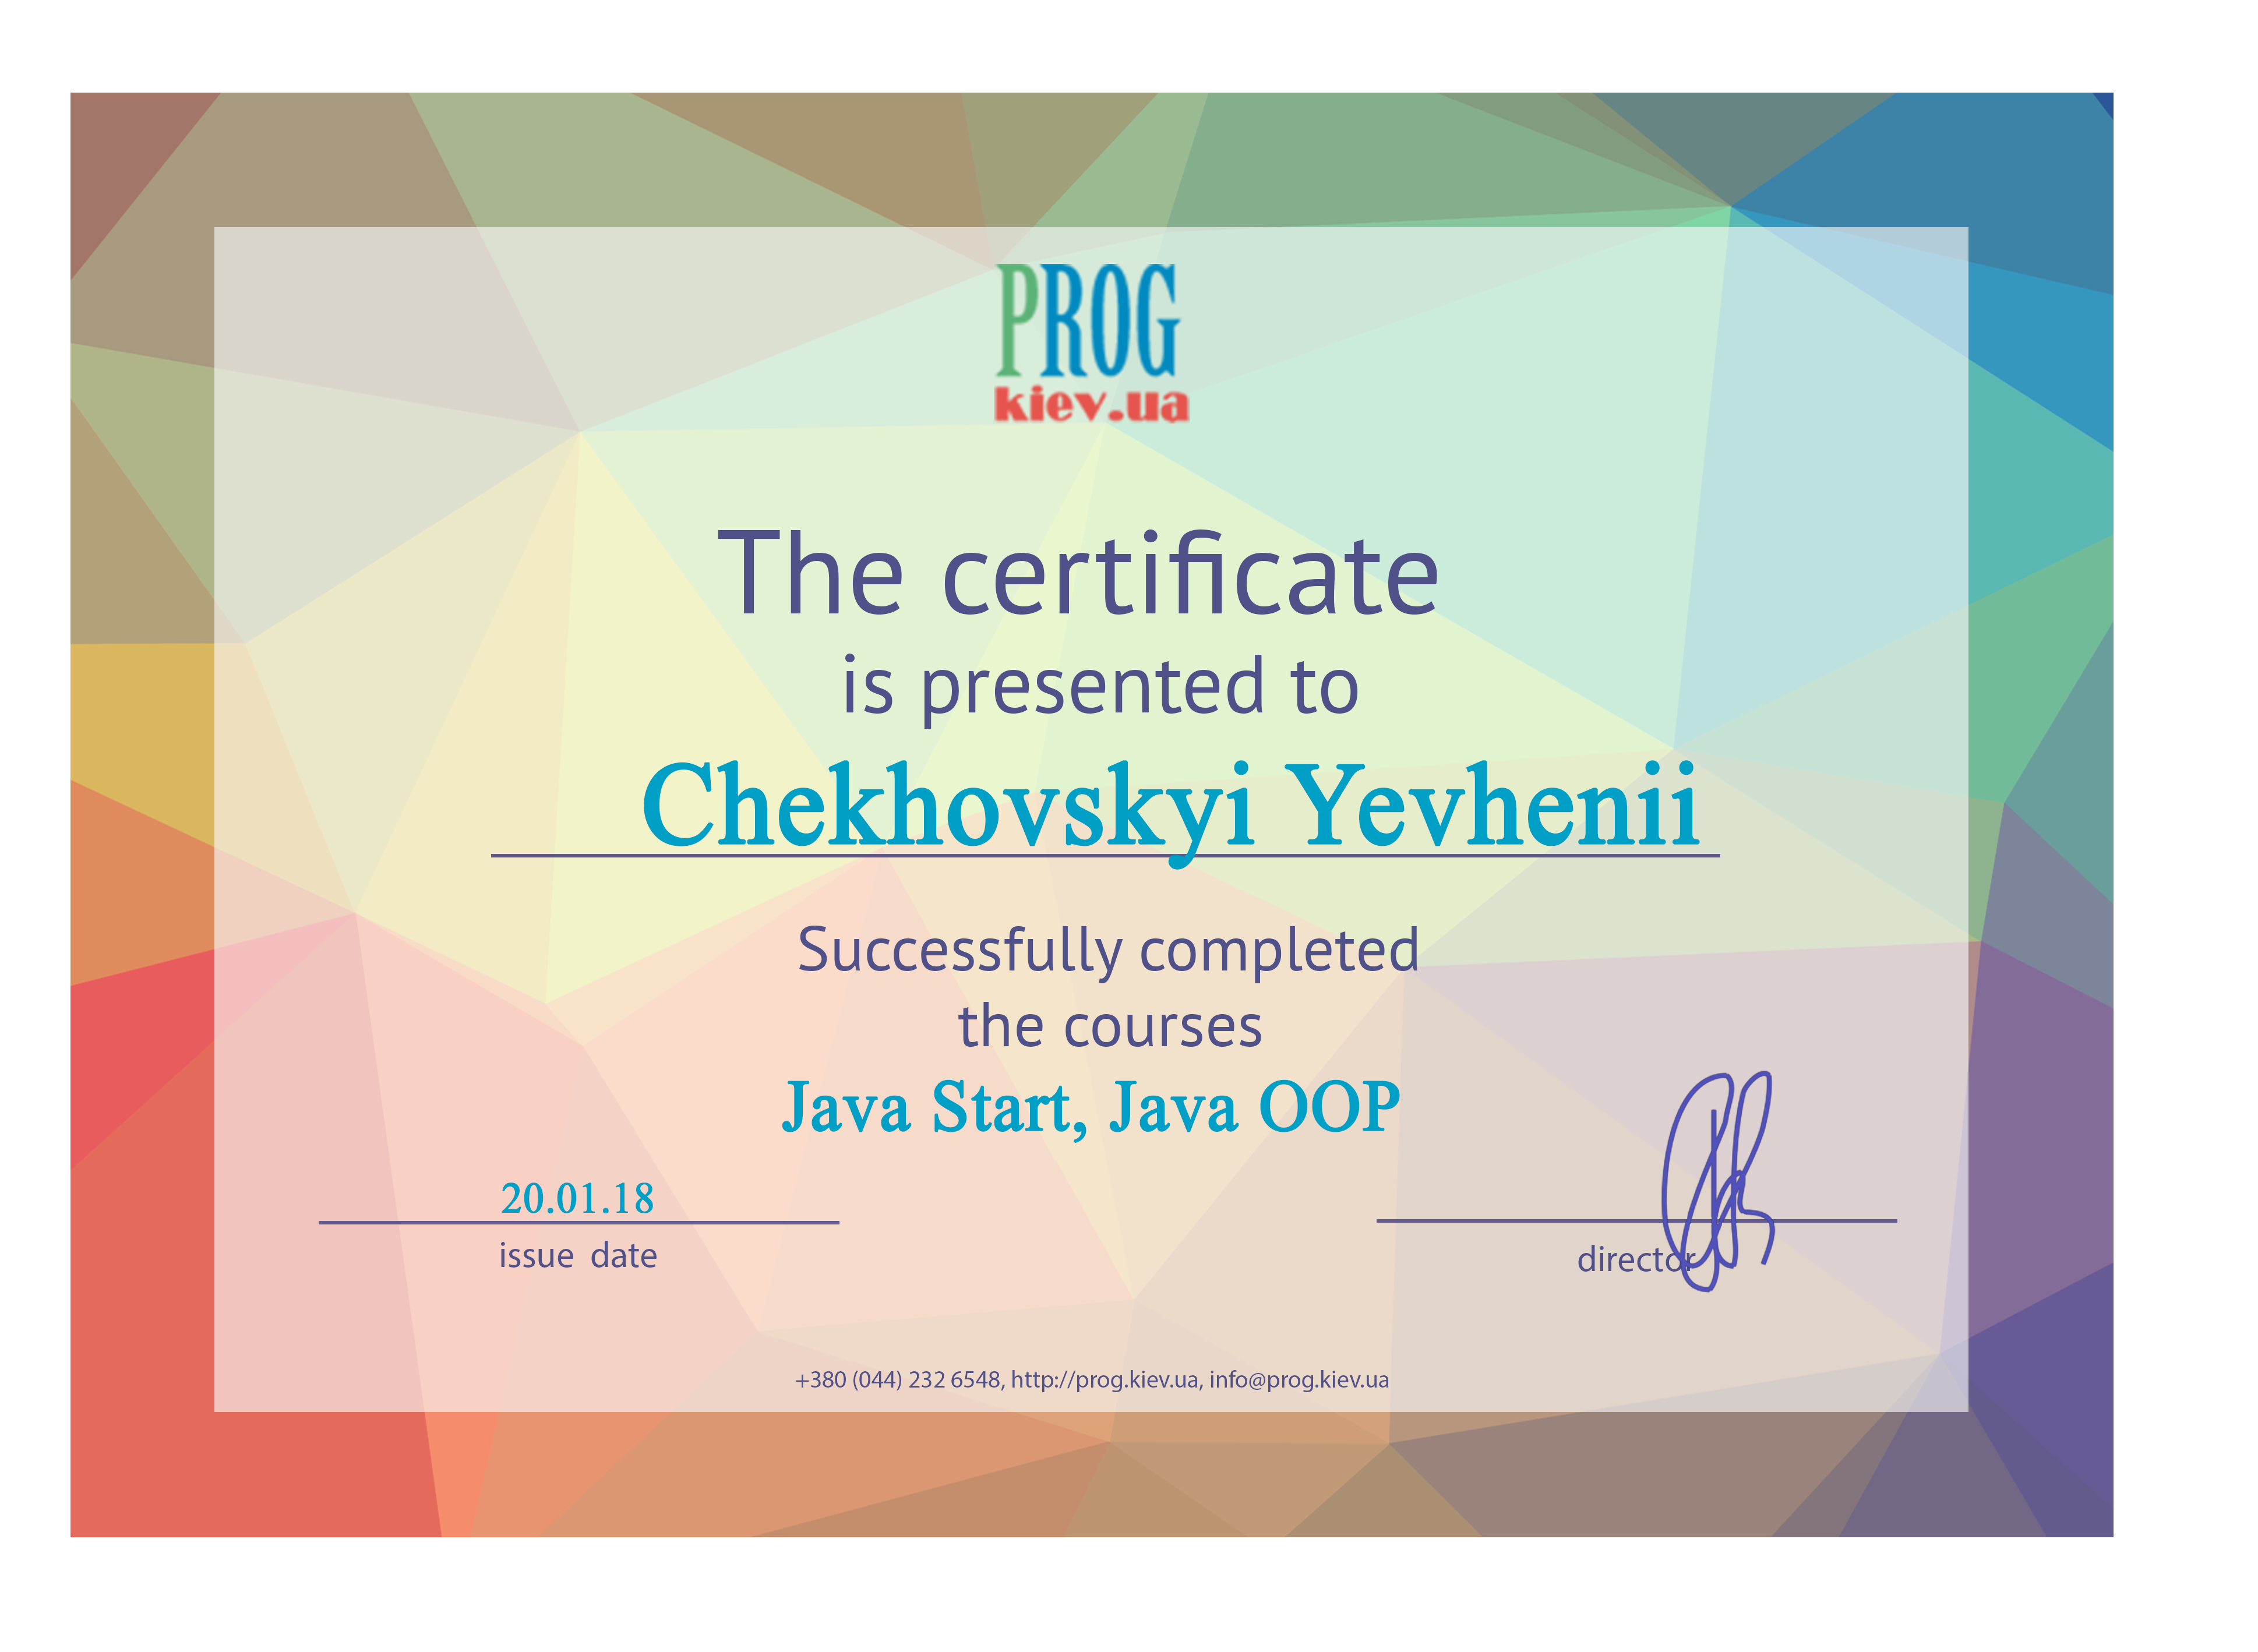 PROG
kiev.ua
The certificate
is presented to
Chekhovskyi Yevhenii
Successfully completed
the courses
Java Start, Java OOP
20.01.18
issue date
director
+380 (044) 232 6548, http://prog.kiev.ua, info@prog.kiev.ua